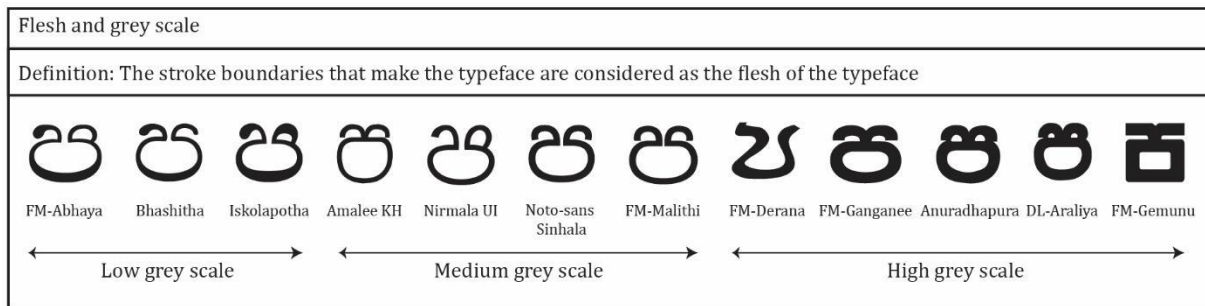 Flesh and grey scale
Definition: The stroke boundaries that make the typeface are considered as the flesh of the typeface
ප ප ප ප ප ප ප ප ප ප ප ප
FM-Abhaya Bhashitha Iskolapotha Amalee KH Nirmala UI Noto-sans FM-Malithi FM-Derana FM-Ganganee Anuradhapura DL-Araliya FM-Gemunu
Sinhala
Low grey scale Medium grey scale High grey scale